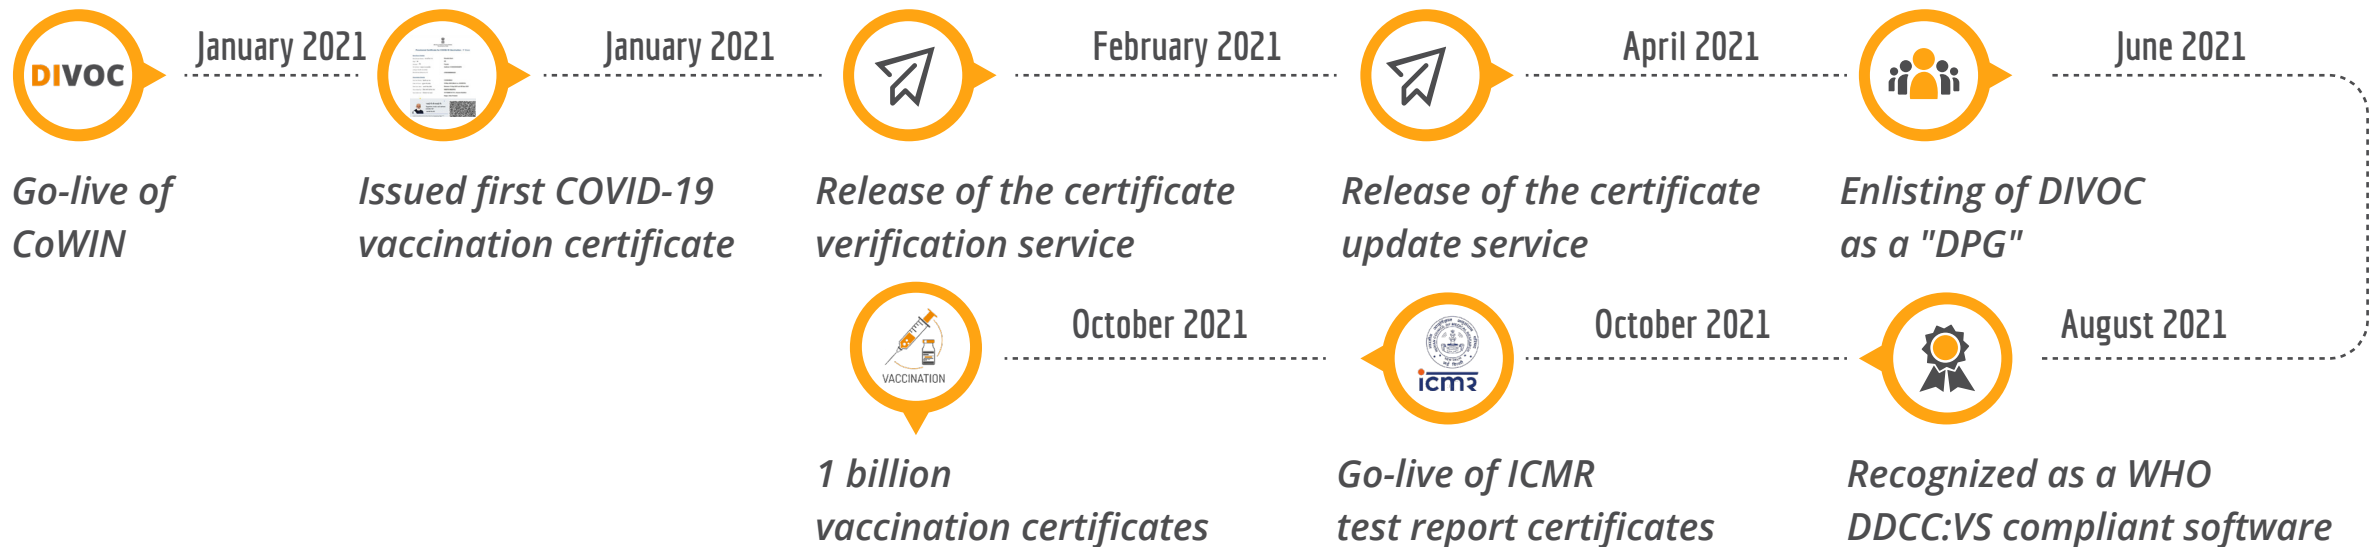 DIVOC
January 2021
January 2021
February 2021
April 2021
June 2021
Go-live of
CoWIN
Issued first COVID-19
vaccination certificate
Release of the certificate
verification service
Release of the certificate
update service
Enlisting of DIVOC
as a "DPG"
VACCINATION
October 2021
icmr
October 2021
August 2021
1 billion
vaccination certificates
Go-live of ICMR
test report certificates
Recognized as a WHO
DDCC:VS compliant software